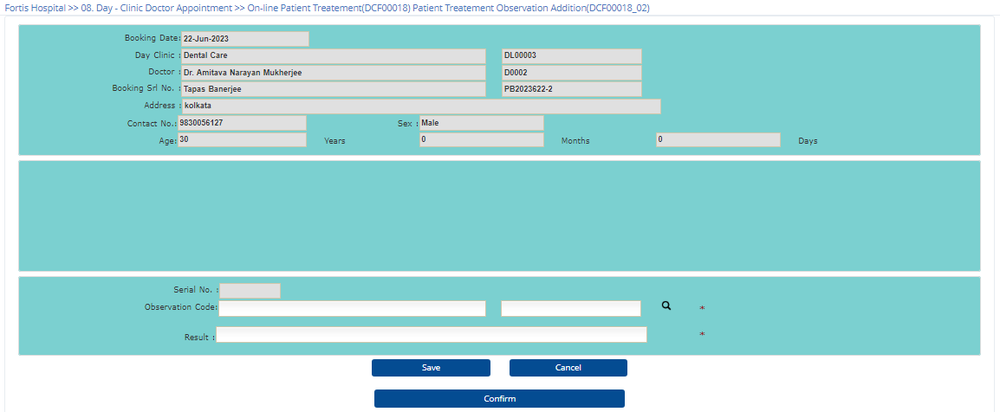 Fortis Hospital >> 08. Day - Clinic Doctor Appointment >> On-line Patient Treatement(DCF00018) Patient Treatement Observation Addition(DCF00018_02)
Booking Date: 22-Jun-2023
Day Clinic : Dental Care DL00003
Doctor : Dr. Amitava Narayan Mukherjee D0002
Booking Srl No. : Tapas Banerjee PB2023622-2
Address : kolkata
Contact No.: 9830056127 Sex : Male
Age: 30 Years 0 Months 0 Days
Serial No. :
Observation Code: *
Result : *
Save Cancel
Confirm